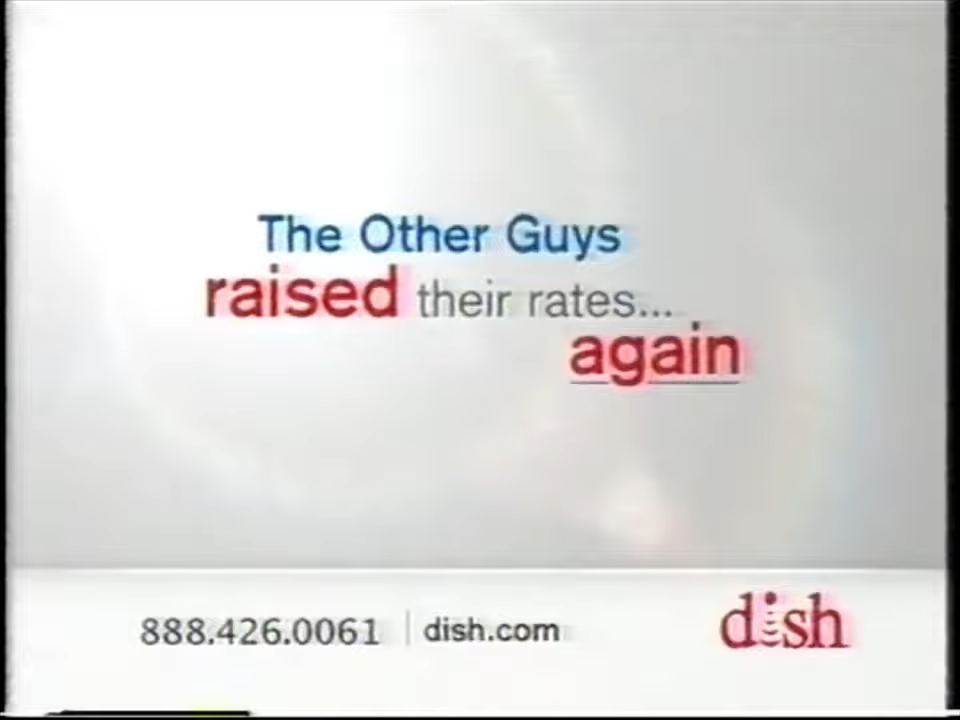 The Other Guys
raised their rates...
again
888.426.0061 | dish.com
dish